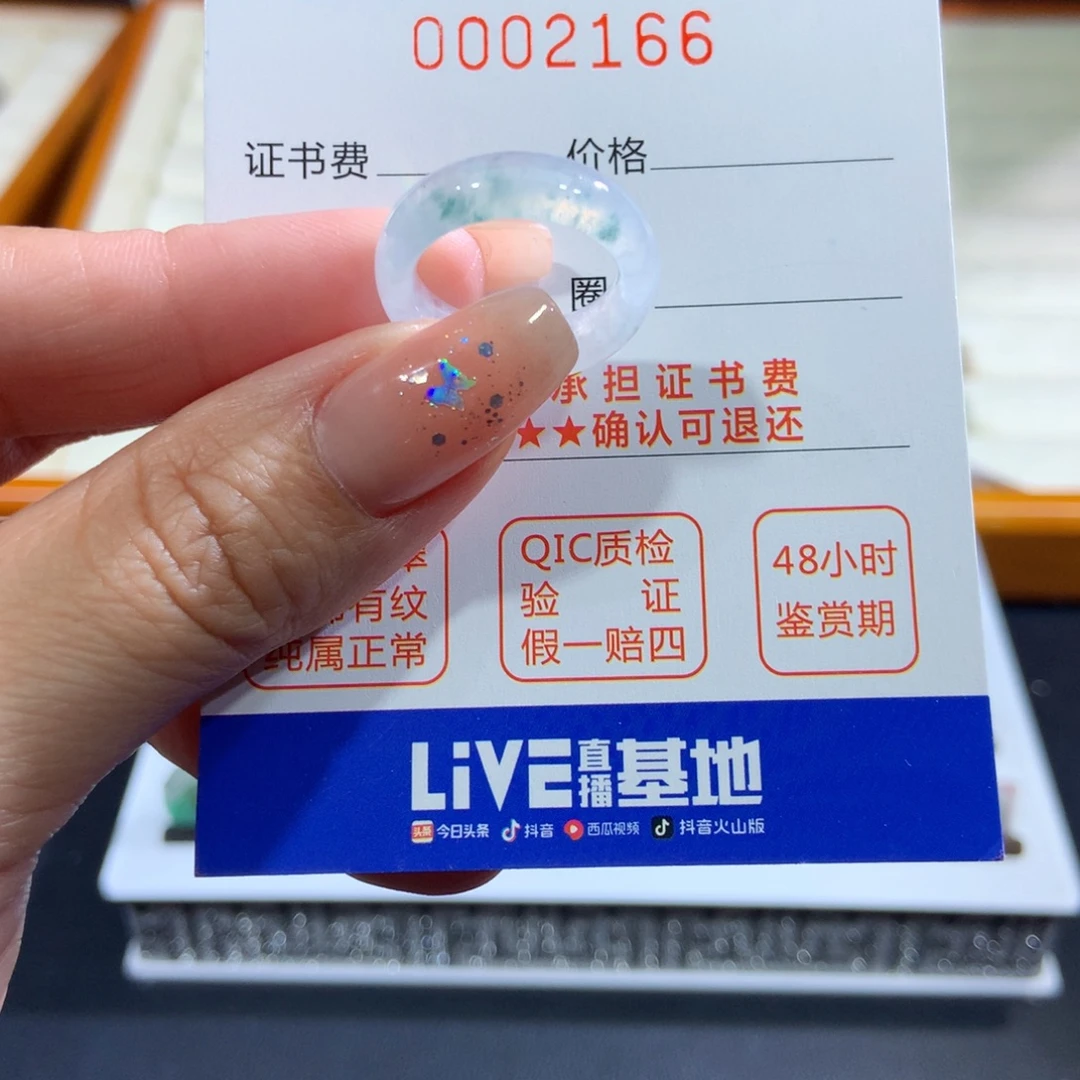 0002166
证书费 价格
圈
承担证书费
★★确认可退还
有纹
纯属正常
QIC质检
验 证
假一赔四
48小时
鉴赏期
LiVE直播基地
头条 今日头条 抖音 西瓜视频 抖音火山版